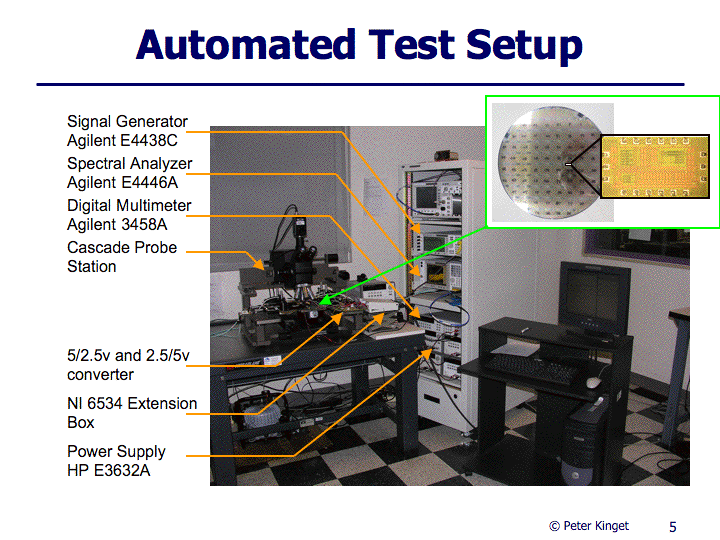 Automated Test Setup
Signal Generator
Agilent E4438C
Spectral Analyzer
Agilent E4446A
Digital Multimeter
Agilent 3458A
Cascade Probe
Station
5/2.5v and 2.5/5v
converter
NI 6534 Extension
Box
Power Supply
HP E3632A
© Peter Kinget
5